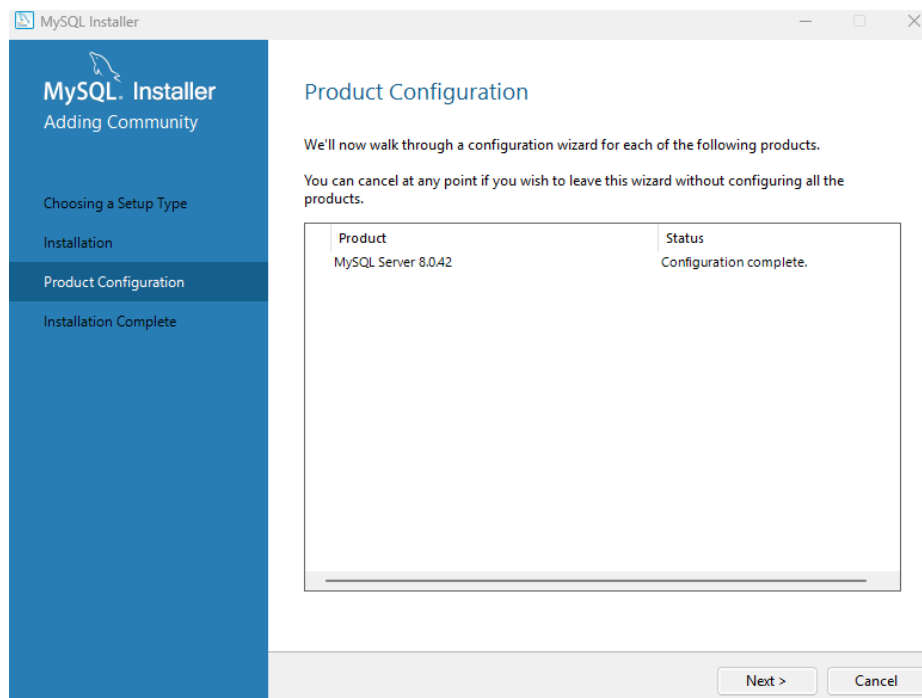 MySQL Installer
MySQL. Installer
Adding Community
Choosing a Setup Type
Installation
Product Configuration
Installation Complete
Product Configuration
We'll now walk through a configuration wizard for each of the following products.
You can cancel at any point if you wish to leave this wizard without configuring all the
products.
Product Status
MySQL Server 8.0.42 Configuration complete.
Next > Cancel